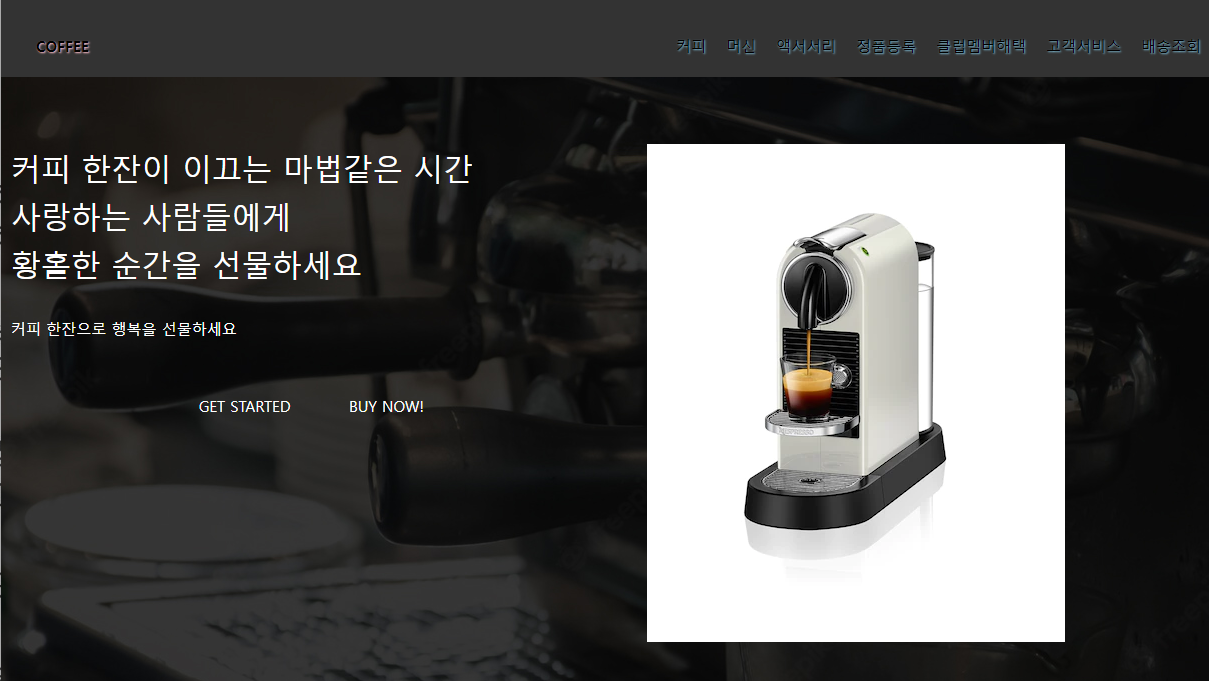 COFFEE
커피 머신 액서서리 정품등록 클럽멤버해택 고객서비스 배송조회
커피 한잔이 이끄는 마법같은 시간
사랑하는 사람들에게
황홀한 순간을 선물하세요
커피 한잔으로 행복을 선물하세요
GET STARTED BUY NOW!
NESPRESSO